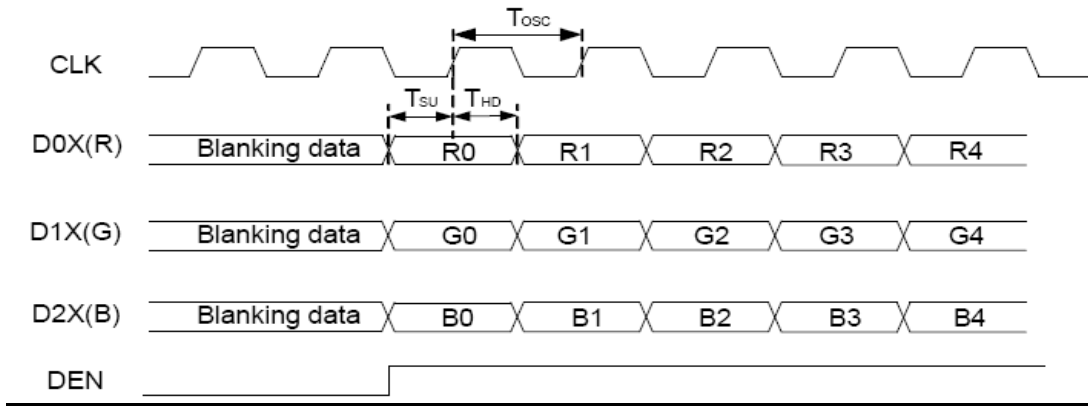 Tosc
CLK
TSU THD
D0X(R) Blanking data R0 R1 R2 R3 R4
D1X(G) Blanking data G0 G1 G2 G3 G4
D2X(B) Blanking data B0 B1 B2 B3 B4
DEN